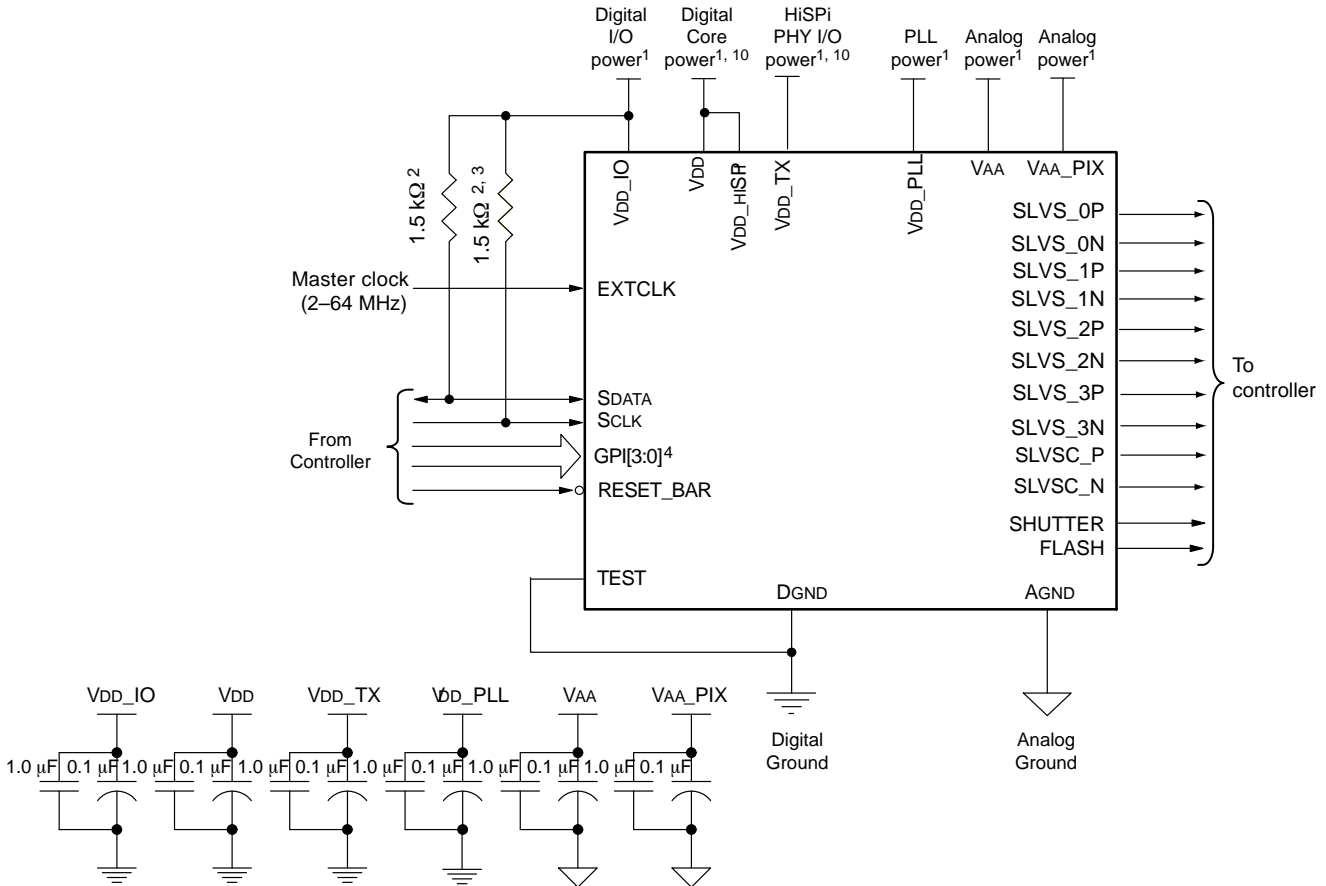 Digital I/O power1
Digital Core power1, 10
HiSPi PHY I/O power1, 10
PLL power1
Analog power1
Analog power1
1.5 kΩ 2
1.5 kΩ 2, 3
VDD_IO
VDD
VDD_HiSPi
VDD_TX
VDD_PLL
VAA
VAA_PIX
Master clock
(2–64 MHz)
EXTCLK
From
Controller
SDATA
SCLK
GPI[3:0]4
RESET_BAR
TEST
DGND
AGND
SLVS_0P
SLVS_0N
SLVS_1P
SLVS_1N
SLVS_2P
SLVS_2N
SLVS_3P
SLVS_3N
SLVSC_P
SLVSC_N
SHUTTER
FLASH
To
controller
Digital
Ground
Analog
Ground
VDD_IO VDD VDD_TX VDD_PLL VAA VAA_PIX
1.0 μF 0.1 μF 1.0 μF 0.1 μF 1.0 μF 0.1 μF 1.0 μF 0.1 μF 1.0 μF 0.1 μF 1.0 μF 0.1 μF